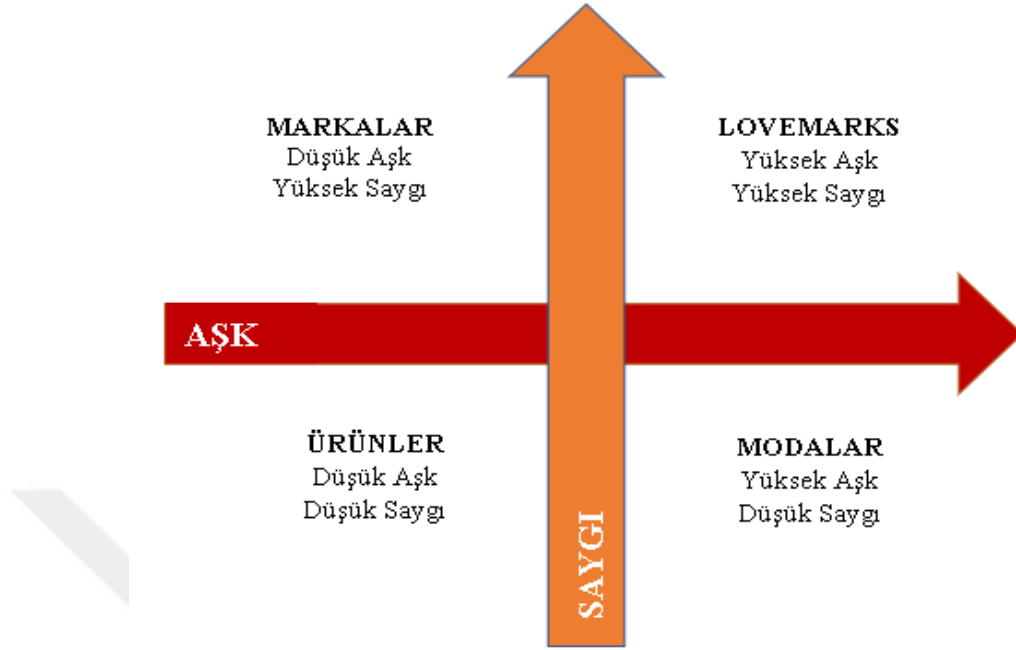 MARKALAR
Düşük Aşk
Yüksek Saygı
LOVEMARKS
Yüksek Aşk
Yüksek Saygı
AŞK
ÜRÜNLER
Düşük Aşk
Düşük Saygı
MODALAR
Yüksek Aşk
Düşük Saygı
SAYGI